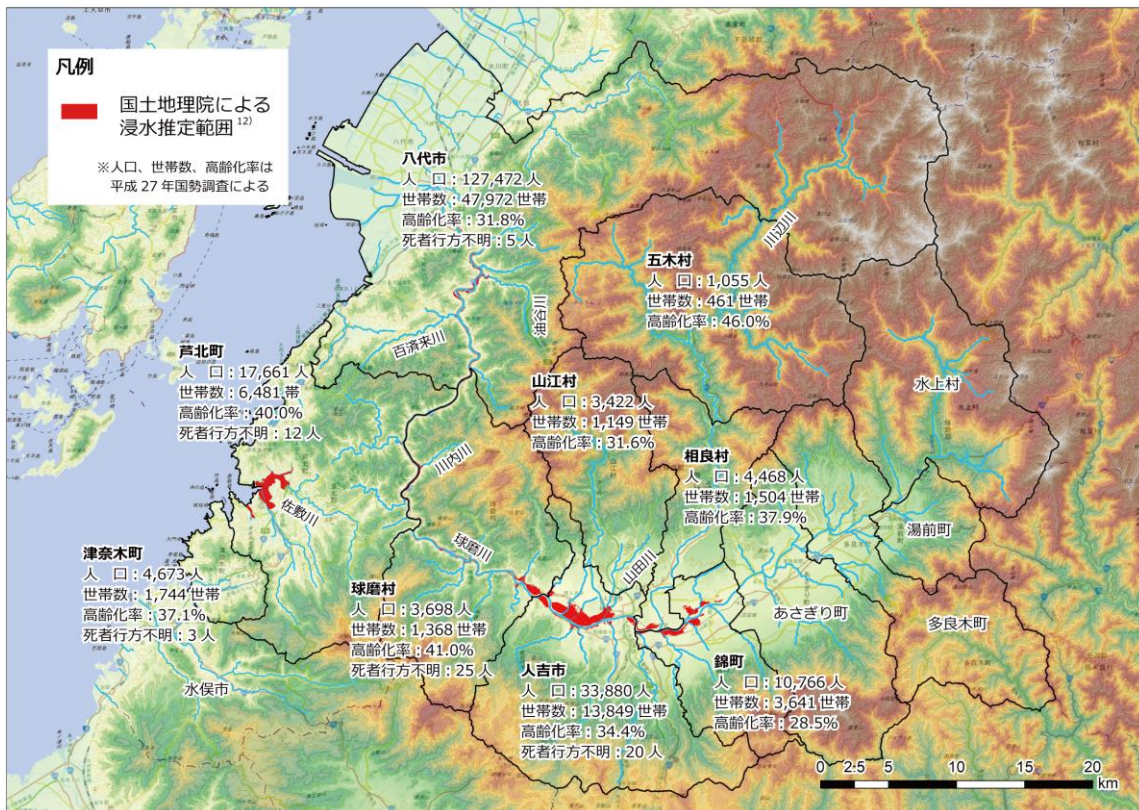 凡例
国土地理院による
浸水推定範囲 12)
※人口、世帯数、高齢化率は
平成 27 年国勢調査による
八代市
人 口：127,472 人
世帯数：47,972 世帯
高齢化率：31.8%
死者行方不明：5 人
川辺川
五木村
人 口：1,055 人
世帯数：461 世帯
高齢化率：46.0%
油谷川
百済来川
芦北町
人 口：17,661 人
世帯数：6,481 帯
高齢化率：40.0%
死者行方不明：12 人
山江村
人 口：3,422 人
世帯数：1,149 世帯
高齢化率：31.6%
水上村
水上村
川内川
相良村
人 口：4,468 人
世帯数：1,504 世帯
高齢化率：37.9%
佐敷川
湯前町
津奈木町
人 口：4,673 人
世帯数：1,744 世帯
高齢化率：37.1%
死者行方不明：3 人
球磨川
山田川
球磨村
人 口：3,698 人
世帯数：1,368 世帯
高齢化率：41.0%
死者行方不明：25 人
あさぎり町
多良木町
水俣市
人吉市
人 口：33,880 人
世帯数：13,849 世帯
高齢化率：34.4%
死者行方不明：20 人
錦町
人 口：10,766 人
世帯数：3,641 世帯
高齢化率：28.5%
0 2.5 5 10 15 20
km